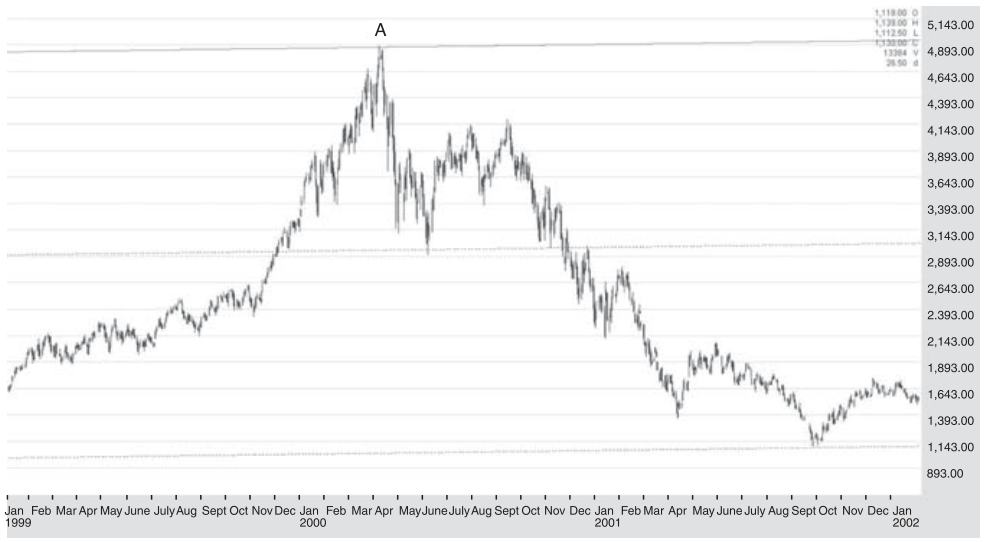 1,119.00 O
1,139.00 H
1,112.50 L
1,130.00 C
13364 V
26.50 d
A
5,143.00
4,893.00
4,643.00
4,393.00
4,143.00
3,893.00
3,643.00
3,393.00
3,143.00
2,893.00
2,643.00
2.393.00
2,143.00
1,893.00
1,643.00
1,393.00
1,143.00
893.00
Jan Feb Mar Apr May June July Aug Sept Oct Nov Dec Jan Feb Mar Apr May June July Aug Sept Oct Nov Dec Jan Feb Mar Apr May June July Aug Sept Oct Nov Dec Jan
1999 2000 2001 2002